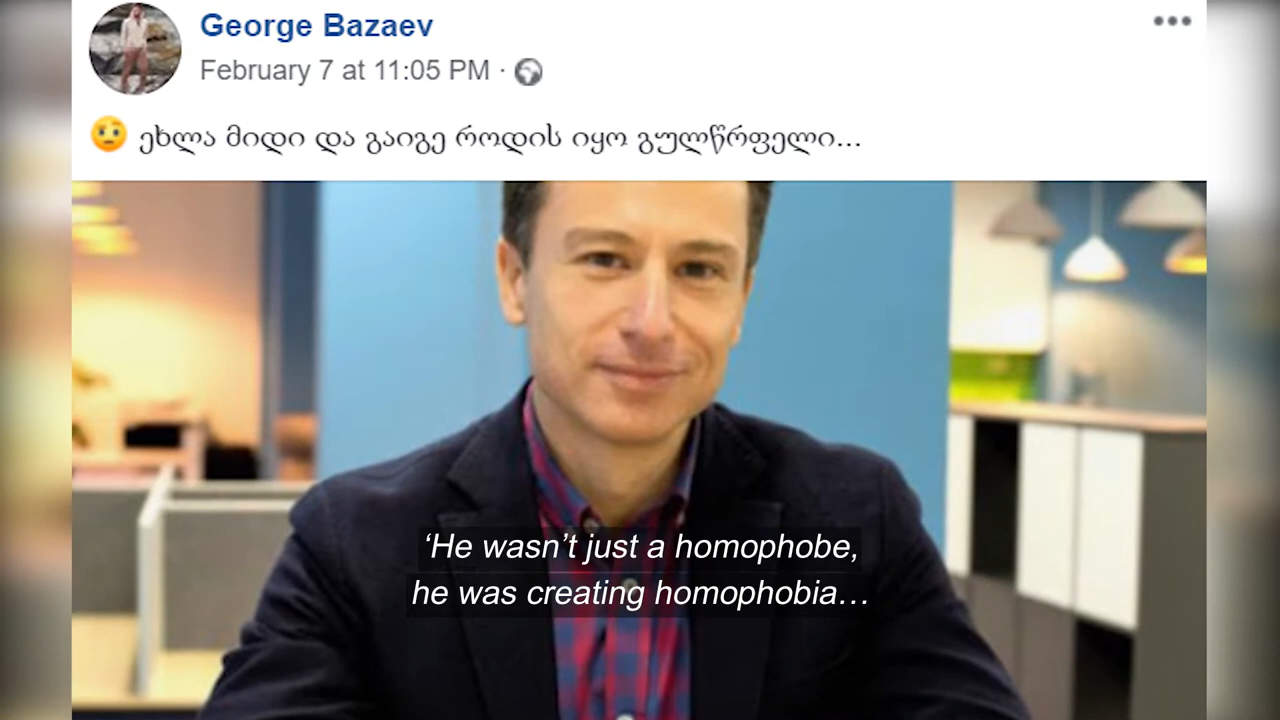 George Bazaev
February 7 at 11:05 PM ·
ეხლა მიდი და გაიგე როდის იყო გულწრფელი...
‘He wasn’t just a homophobe,
he was creating homophobia…